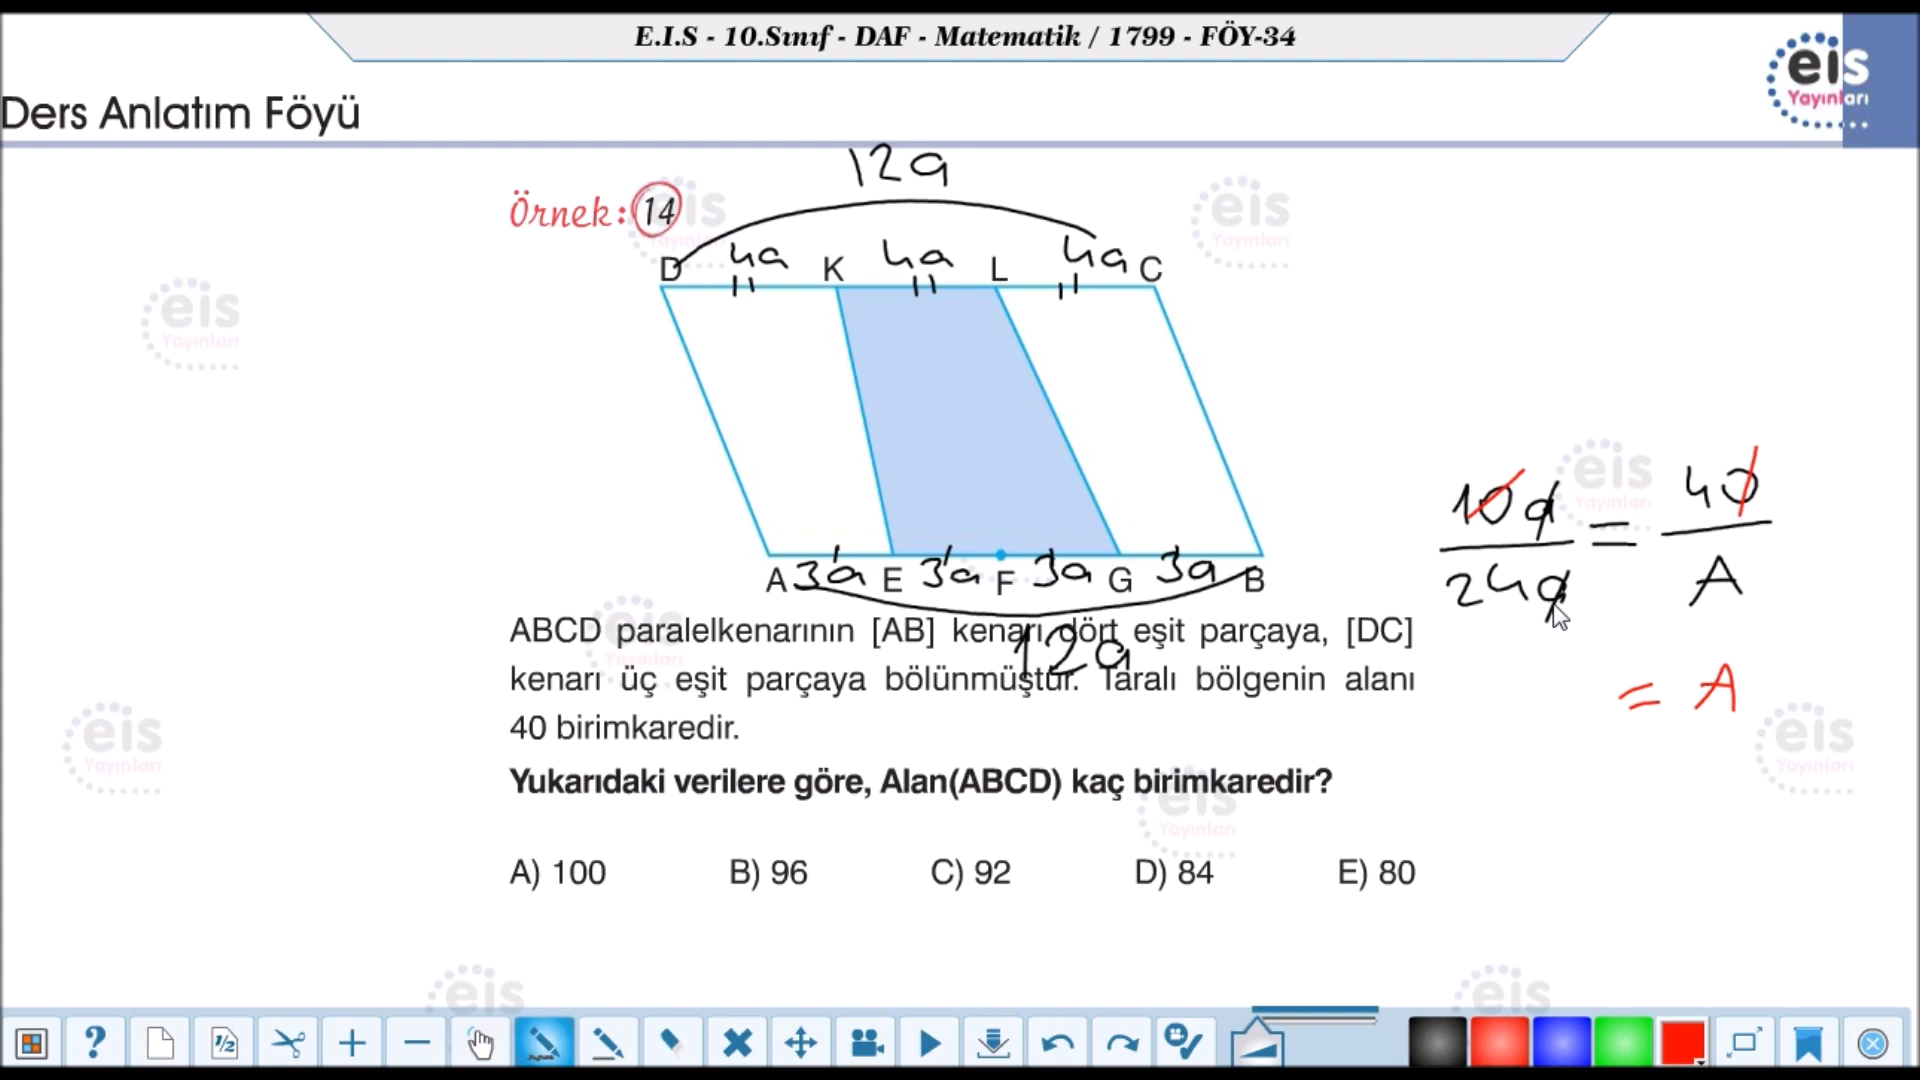 E.I.S - 10.Sınıf - DAF - Matematik / 1799 - FÖY-34
eis
Yayınları
Ders Anlatım Föyü
12a
Örnek: 14
4a 4a 4a
D K L C
A 3a E 3a F 3a G 3a B
12a
10a / 24a = 40 / A
= A
ABCD paralelkenarının [AB] kenarı dört eşit parçaya, [DC]
kenarı üç eşit parçaya bölünmüştür. Taralı bölgenin alanı
40 birimkaredir.
Yukarıdaki verilere göre, Alan(ABCD) kaç birimkaredir?
A) 100 B) 96 C) 92 D) 84 E) 80
? 1/2